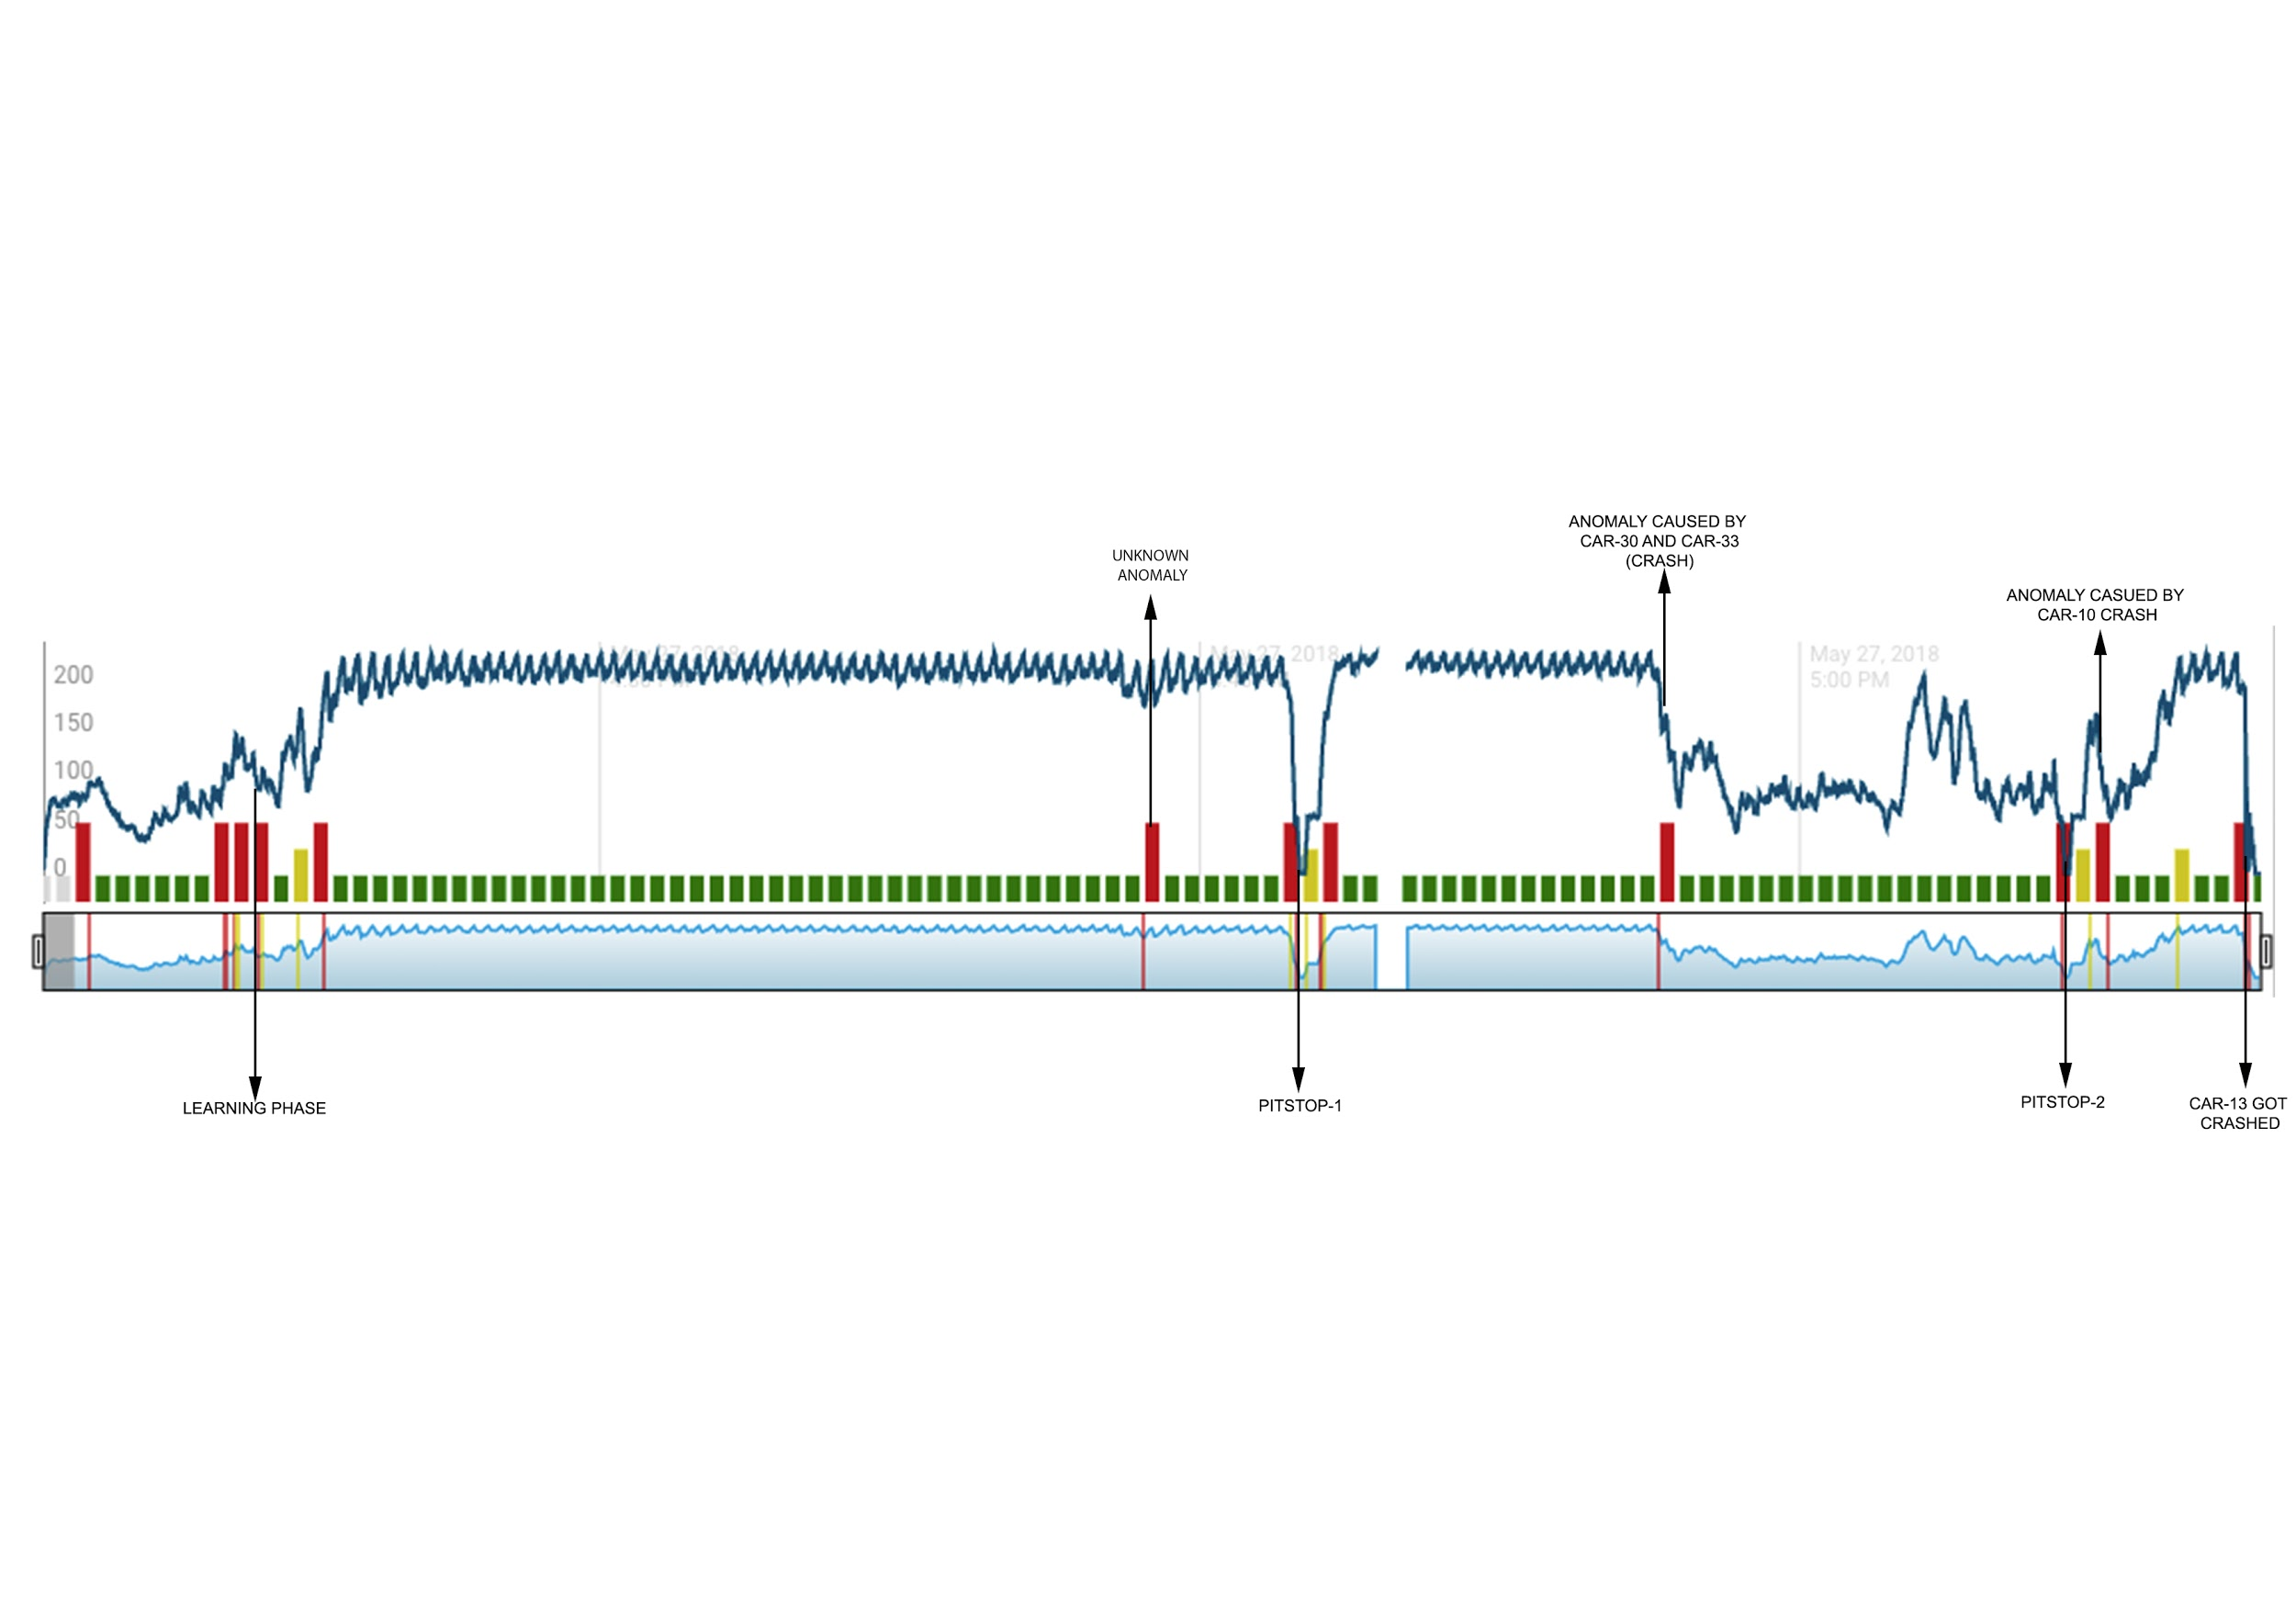 ANOMALY CAUSED BY
CAR-30 AND CAR-33
(CRASH)
UNKNOWN
ANOMALY
ANOMALY CASUED BY
CAR-10 CRASH
May 27, 2018
May 27, 2018
May 27, 2018
5:00 PM
200
150
100
50
0
LEARNING PHASE
PITSTOP-1
PITSTOP-2
CAR-13 GOT
CRASHED